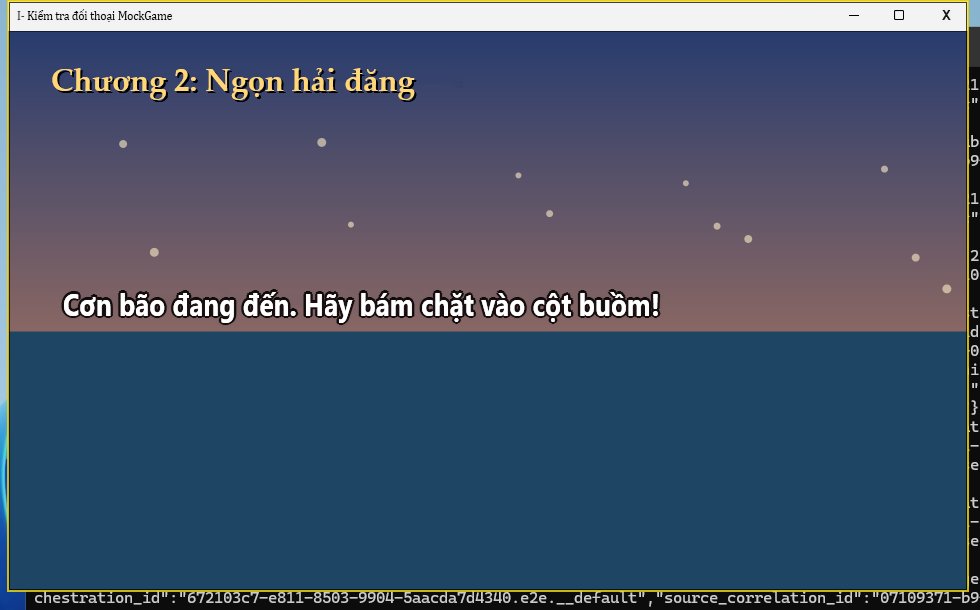 I- Kiểm tra đối thoại MockGame
Chương 2: Ngọn hải đăng
Cơn bão đang đến. Hãy bám chặt vào cột buồm!
chestration_id":"672103c7-e811-8503-9904-5aacda7d4340.e2e.__default","source_correlation_id":"07109371-b9